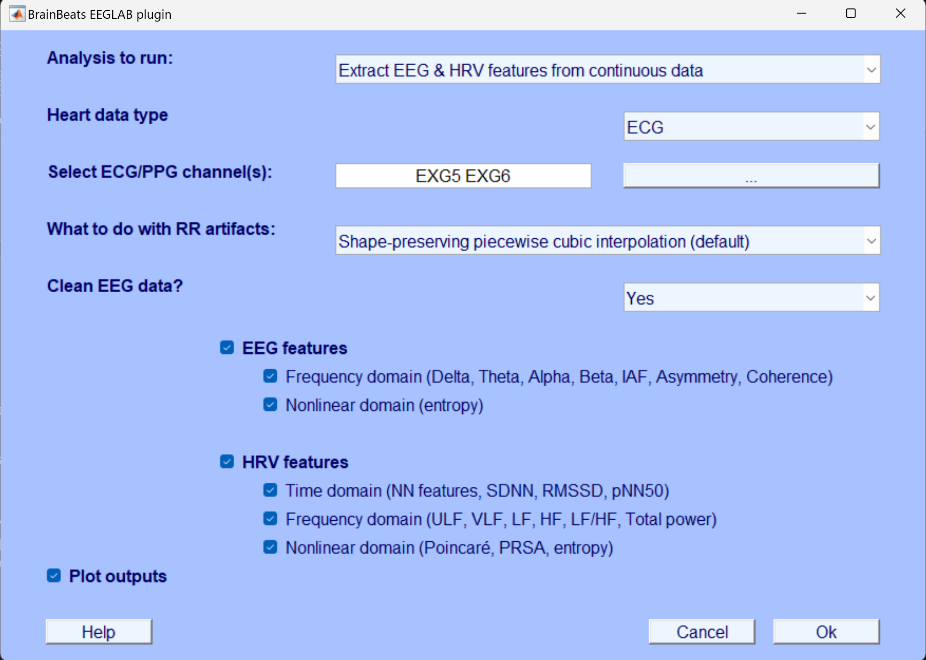 BrainBeats EEGLAB plugin
Analysis to run:
Extract EEG & HRV features from continuous data
Heart data type
ECG
Select ECG/PPG channel(s):
EXG5 EXG6
...
What to do with RR artifacts:
Shape-preserving piecewise cubic interpolation (default)
Clean EEG data?
Yes
EEG features
Frequency domain (Delta, Theta, Alpha, Beta, IAF, Asymmetry, Coherence)
Nonlinear domain (entropy)
HRV features
Time domain (NN features, SDNN, RMSSD, pNN50)
Frequency domain (ULF, VLF, LF, HF, LF/HF, Total power)
Nonlinear domain (Poincaré, PRSA, entropy)
Plot outputs
Help
Cancel
Ok